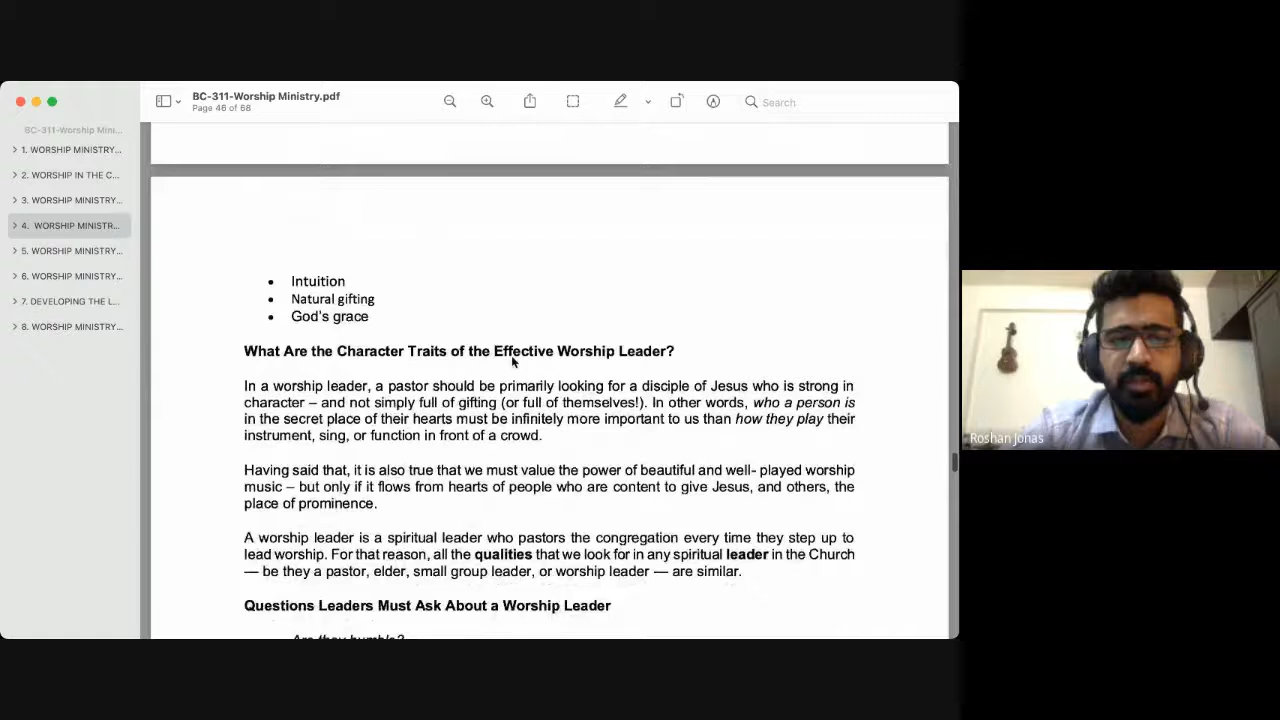 BC-311-Worship Ministry.pdf
Page 46 of 68
Search
BC-311-Worship Mini...
1. WORSHIP MINISTRY...
2. WORSHIP IN THE C...
3. WORSHIP MINISTRY...
4. WORSHIP MINISTR...
5. WORSHIP MINISTRY...
6. WORSHIP MINISTRY...
7. DEVELOPING THE L...
8. WORSHIP MINISTRY...
• Intuition
• Natural gifting
• God's grace
What Are the Character Traits of the Effective Worship Leader?
In a worship leader, a pastor should be primarily looking for a disciple of Jesus who is strong in
character – and not simply full of gifting (or full of themselves!). In other words, who a person is
in the secret place of their hearts must be infinitely more important to us than how they play their
instrument, sing, or function in front of a crowd.
Having said that, it is also true that we must value the power of beautiful and well- played worship
music – but only if it flows from hearts of people who are content to give Jesus, and others, the
place of prominence.
A worship leader is a spiritual leader who pastors the congregation every time they step up to
lead worship. For that reason, all the qualities that we look for in any spiritual leader in the Church
— be they a pastor, elder, small group leader, or worship leader — are similar.
Questions Leaders Must Ask About a Worship Leader
Are they humble?
Roshan Jonas